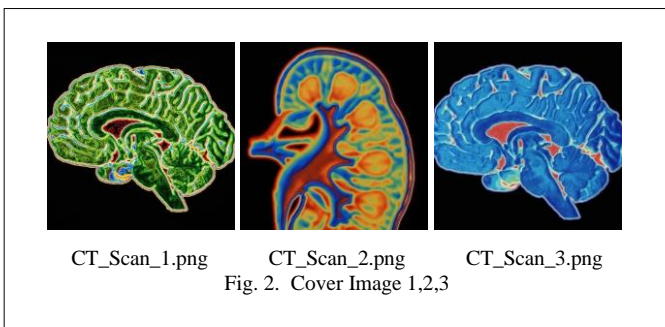 CT_Scan_1.png CT_Scan_2.png CT_Scan_3.png
Fig. 2. Cover Image 1,2,3